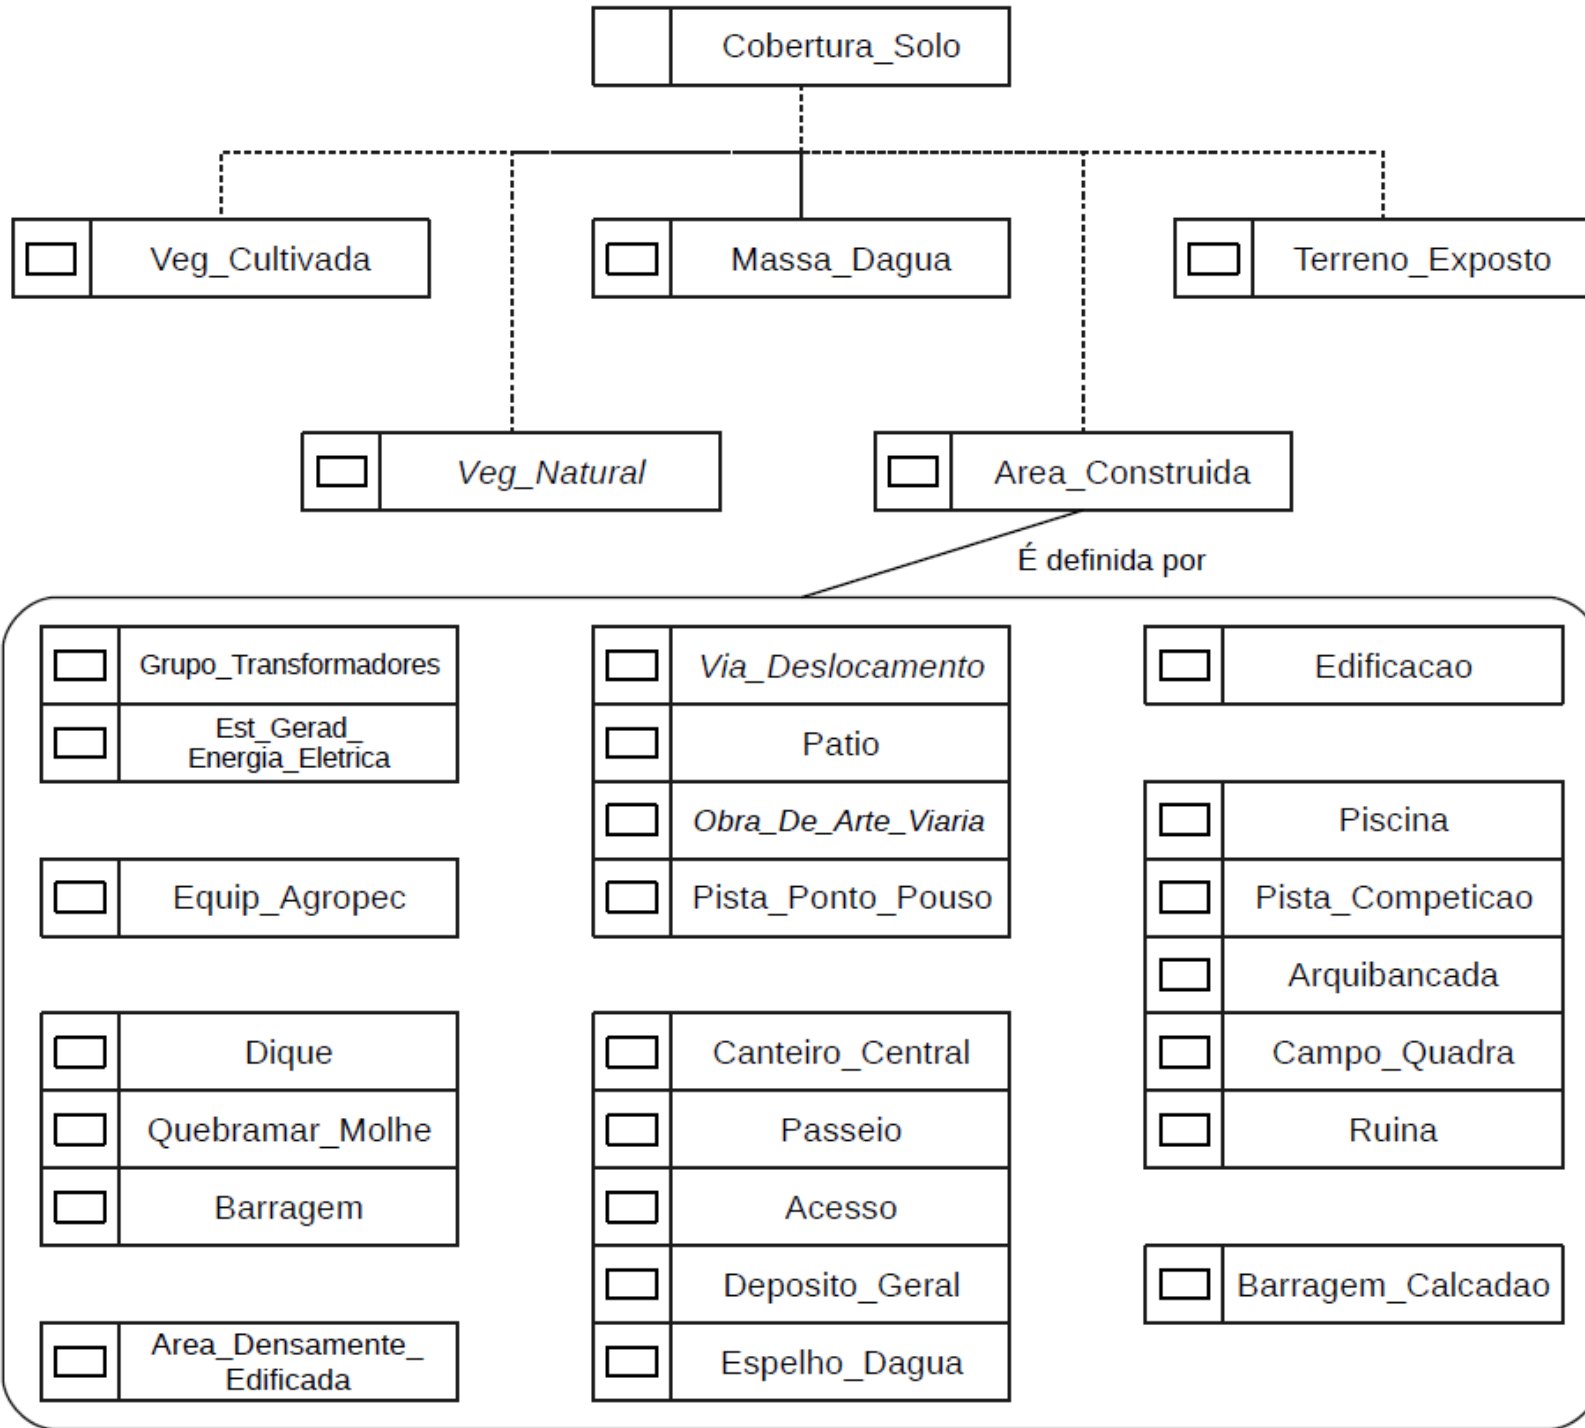 Cobertura_Solo
Veg_Cultivada
Massa_Dagua
Terreno_Exposto
Veg_Natural
Area_Construida
É definida por
Grupo_Transformadores
Est_Gerad_
Energia_Eletrica
Equip_Agropec
Dique
Quebramar_Molhe
Barragem
Area_Densamente_
Edificada
Via_Deslocamento
Patio
Obra_De_Arte_Viaria
Pista_Ponto_Pouso
Canteiro_Central
Passeio
Acesso
Deposito_Geral
Espelho_Dagua
Edificacao
Piscina
Pista_Competicao
Arquibancada
Campo_Quadra
Ruina
Barragem_Calcadao